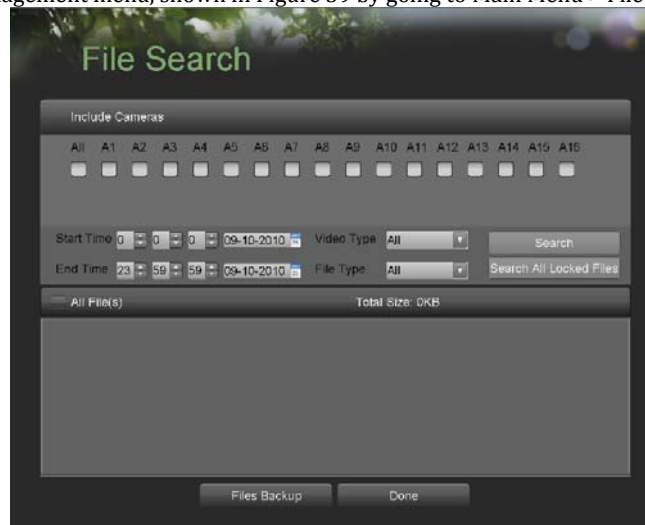 agement menu, shown in Figure 59 by going to Main Menu > File
File Search
Include Cameras
All A1 A2 A3 A4 A5 A6 A7 A8 A9 A10 A11 A12 A13 A14 A15 A16
Start Time 0 0 0 09-10-2010 Video Type All Search
End Time 23 59 59 09-10-2010 File Type All Search All Locked Files
All File(s) Total Size: 0KB
Files Backup Done